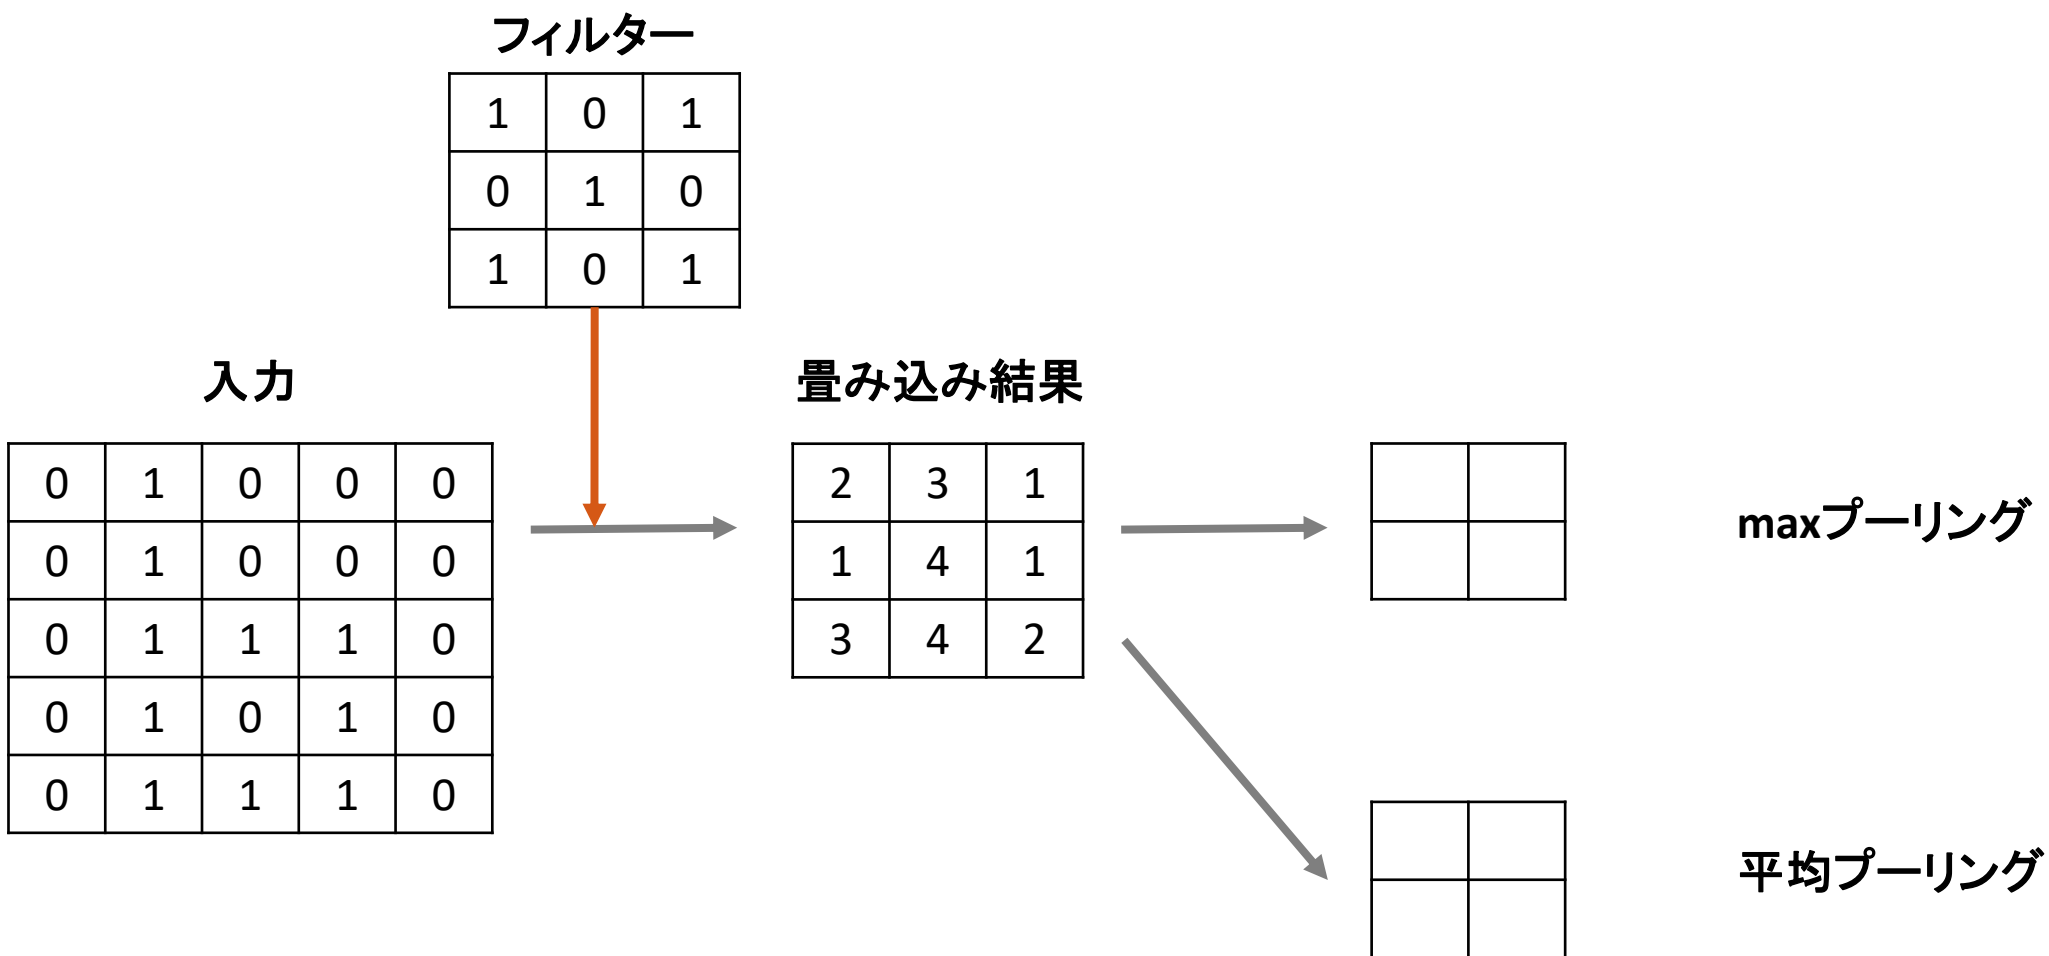 フィルター
1 0 1
0 1 0
1 0 1
入力
0 1 0 0 0
0 1 0 0 0
0 1 1 1 0
0 1 0 1 0
0 1 1 1 0
畳み込み結果
2 3 1
1 4 1
3 4 2
maxプーリング
平均プーリング